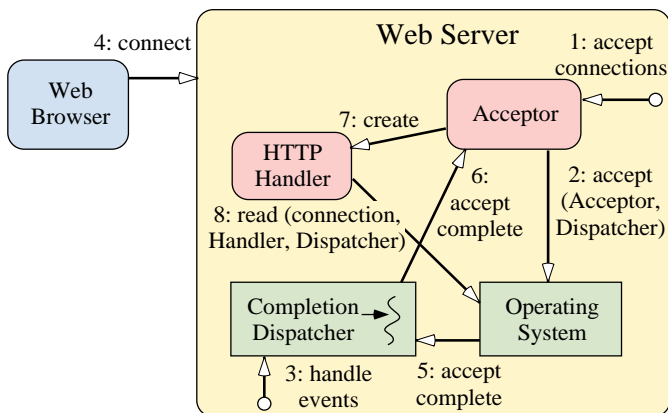 Web Server
4: connect
1: accept
connections
Web
Browser
Acceptor
7: create
HTTP
Handler
6:
accept
complete
2: accept
(Acceptor,
Dispatcher)
8: read (connection,
Handler, Dispatcher)
Completion
Dispatcher
Operating
System
3: handle
events
5: accept
complete